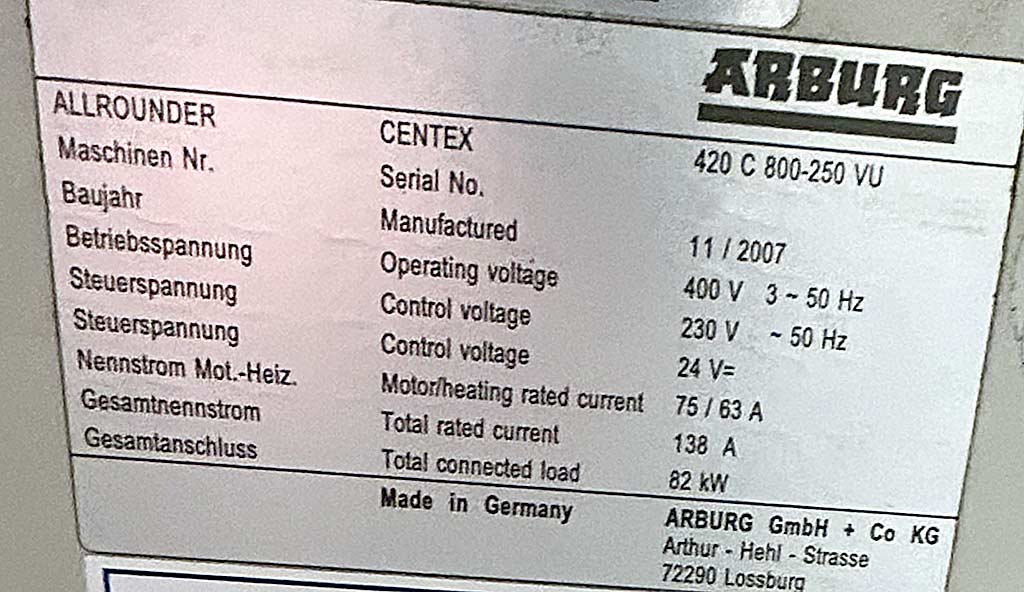 ARBURG
ALLROUNDER CENTEX 420 C 800-250 VU
Maschinen Nr. Serial No.
Baujahr Manufactured 11 / 2007
Betriebsspannung Operating voltage 400 V 3 ~ 50 Hz
Steuerspannung Control voltage 230 V ~ 50 Hz
Steuerspannung Control voltage 24 V=
Nennstrom Mot.-Heiz. Motor/heating rated current 75 / 63 A
Gesamtnennstrom Total rated current 138 A
Gesamtanschluss Total connected load 82 kW
Made in Germany ARBURG GmbH + Co KG
Arthur - Hehl - Strasse
72290 Lossburg